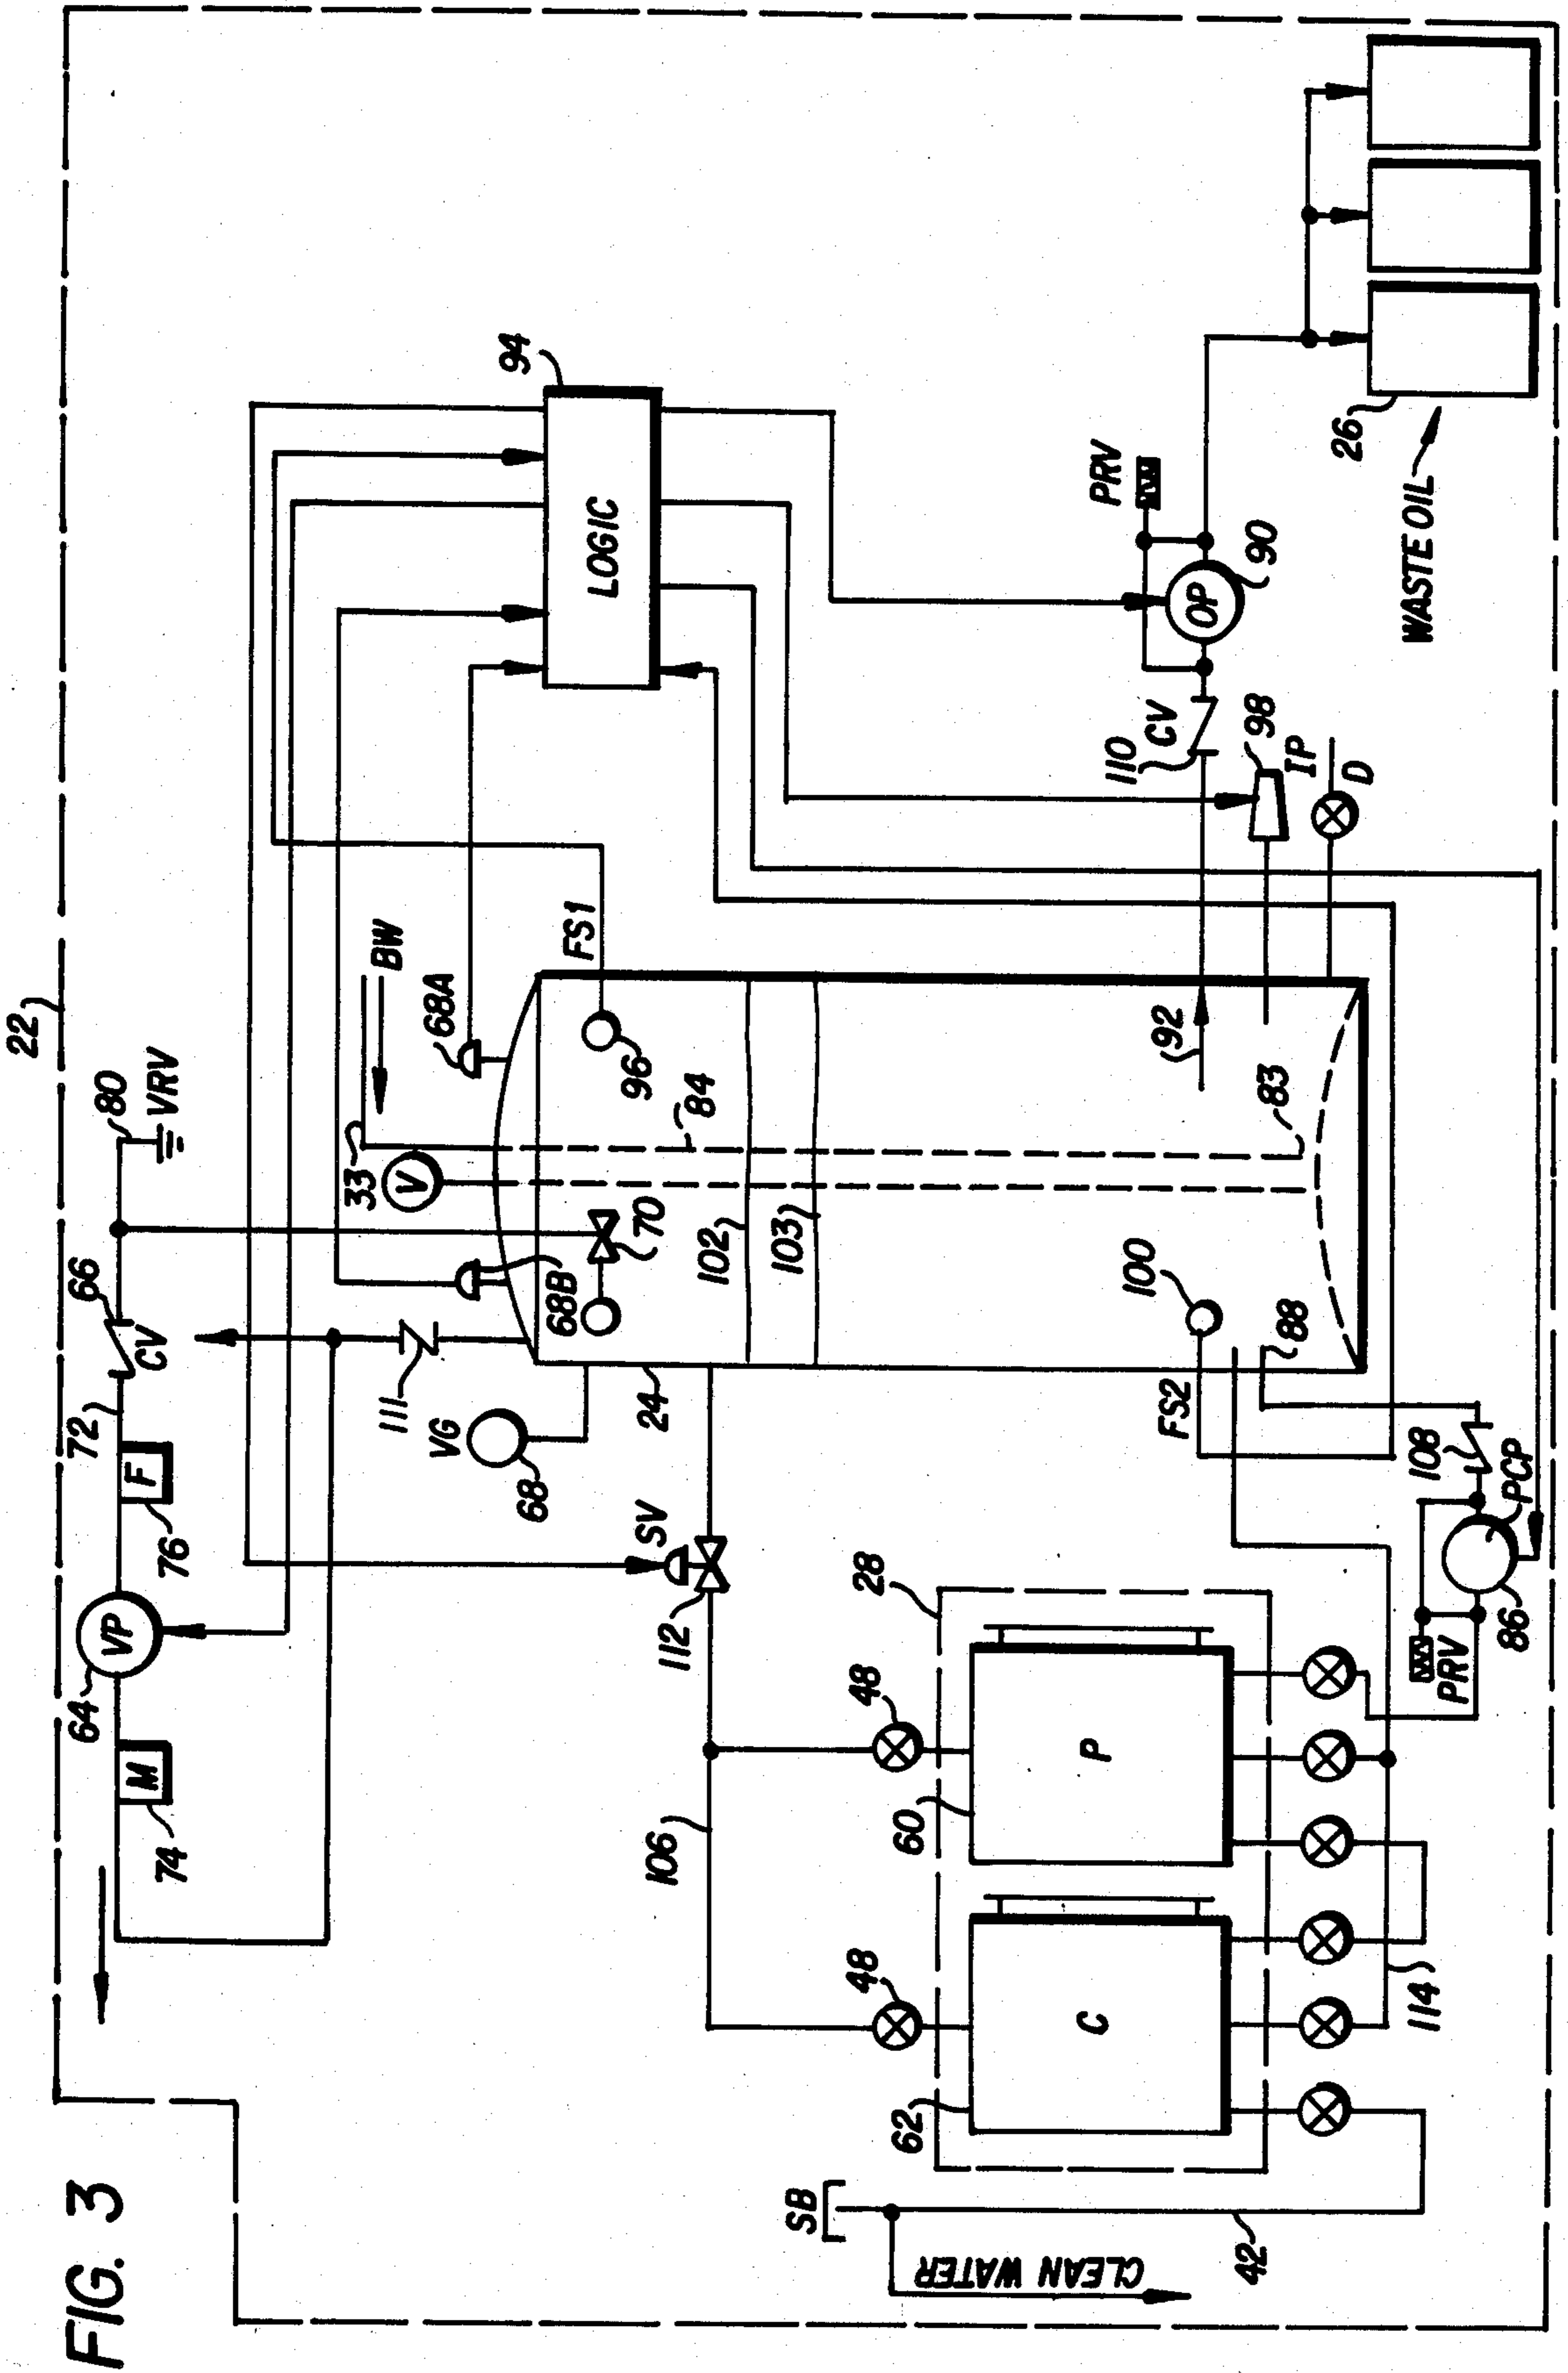 FIG. 3
22
80
VRV
66
CV
72
F
76
VP
64
M
74
33
V
BW
68A
FS1
96
84
70
68B
111
VG
68
24
102
103
94
LOGIC
SV
112
106
48
48
28
60
P
62
C
SB
CLEAN WATER
42
114
100
FS2
88
108
PCP
86
PRV
83
92
110
CV
98
IP
D
PRV
OP
90
26
WASTE OIL